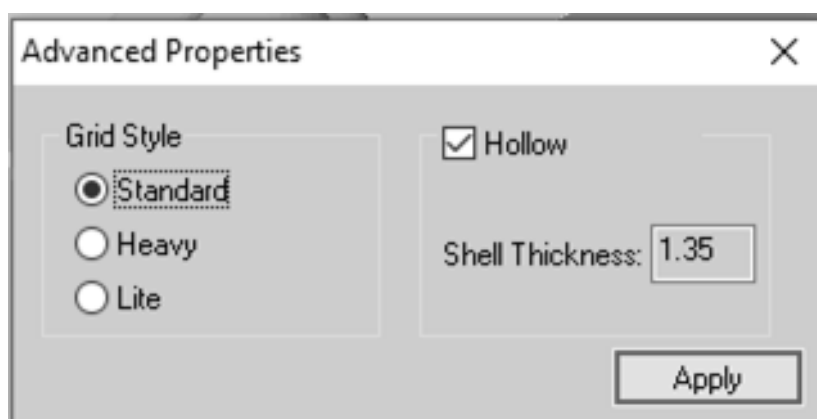 Advanced Properties
Grid Style
Standard
Heavy
Lite
Hollow
Shell Thickness: 1.35
Apply